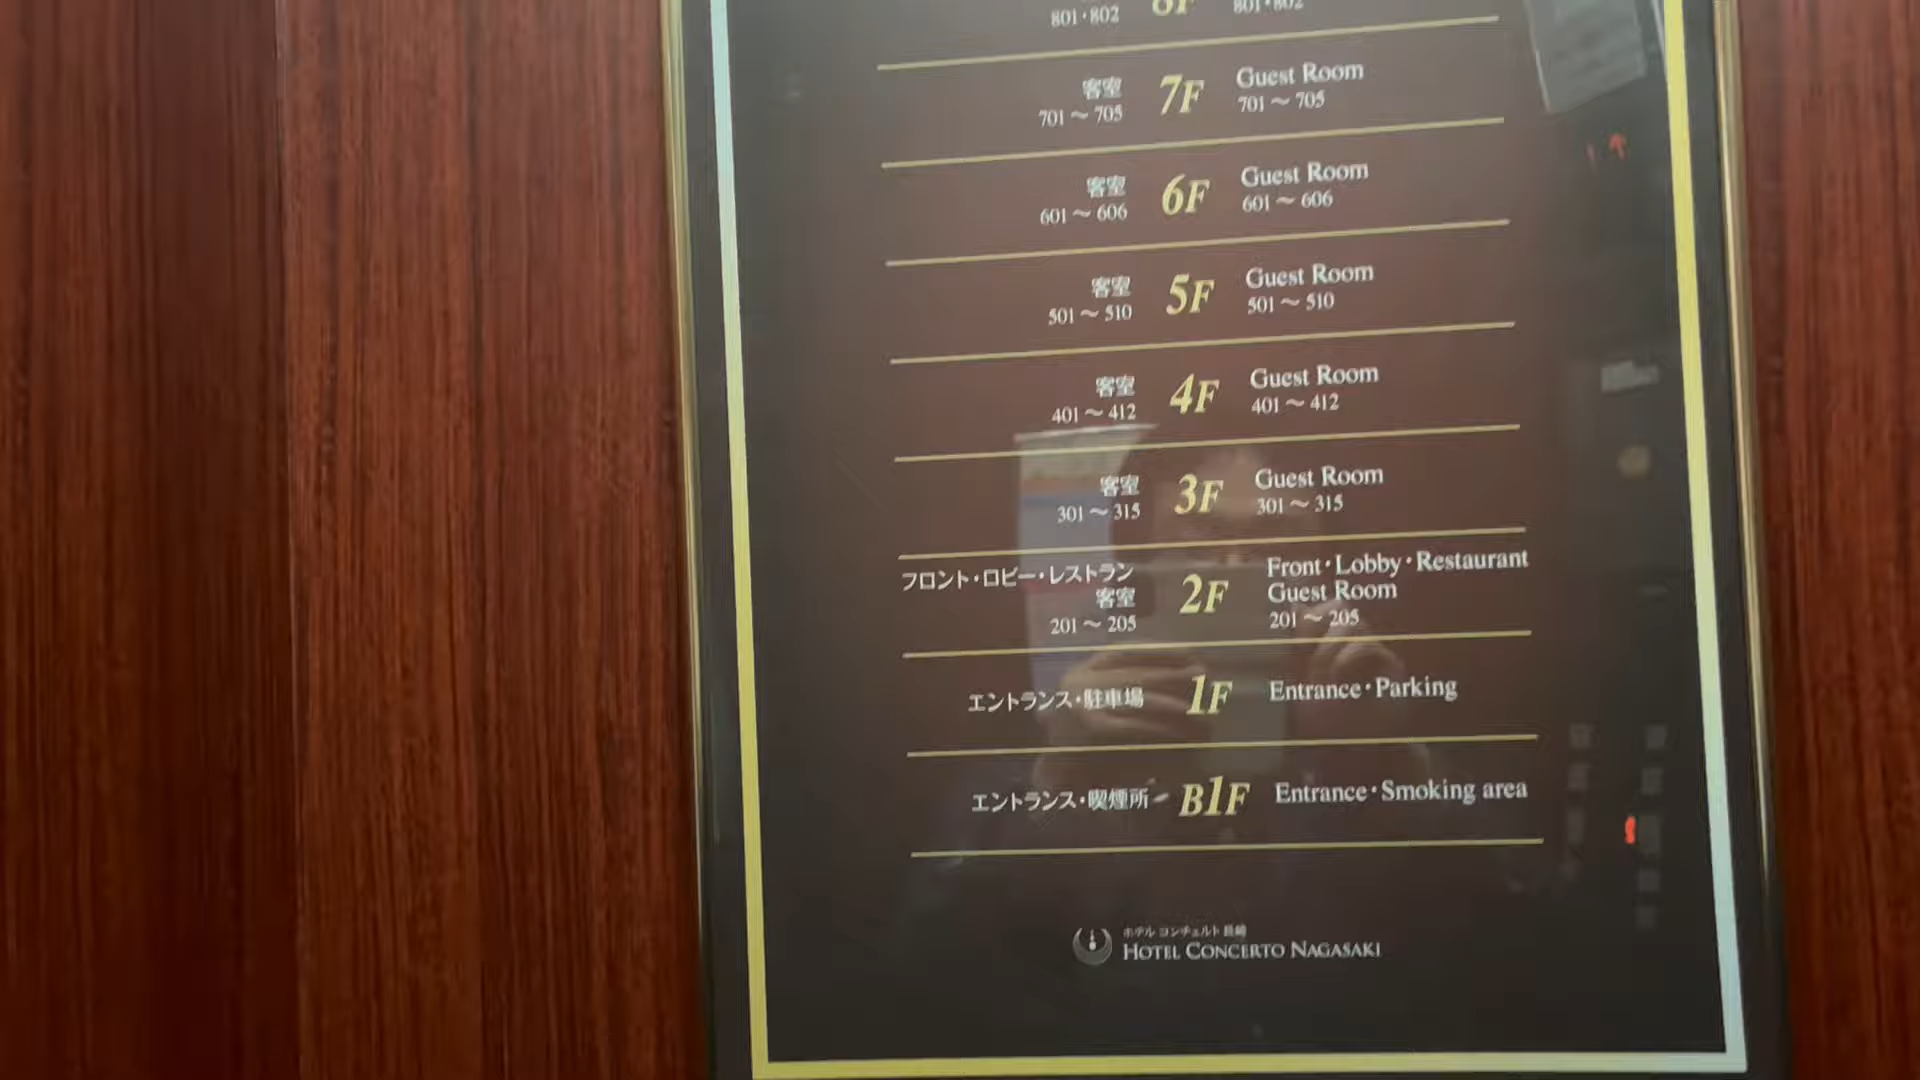 801・802 8F 801・802
客室 7F Guest Room
701 ～ 705 701 ～ 705
客室 6F Guest Room
601 ～ 606 601 ～ 606
客室 5F Guest Room
501 ～ 510 501 ～ 510
客室 4F Guest Room
401 ～ 412 401 ～ 412
客室 3F Guest Room
301 ～ 315 301 ～ 315
フロント・ロビー・レストラン 2F Front・Lobby・Restaurant
客室 Guest Room
201 ～ 205 201 ～ 205
エントランス・駐車場 1F Entrance・Parking
エントランス・喫煙所 B1F Entrance・Smoking area
ホテル コンチェルト 長崎
HOTEL CONCERTO NAGASAKI